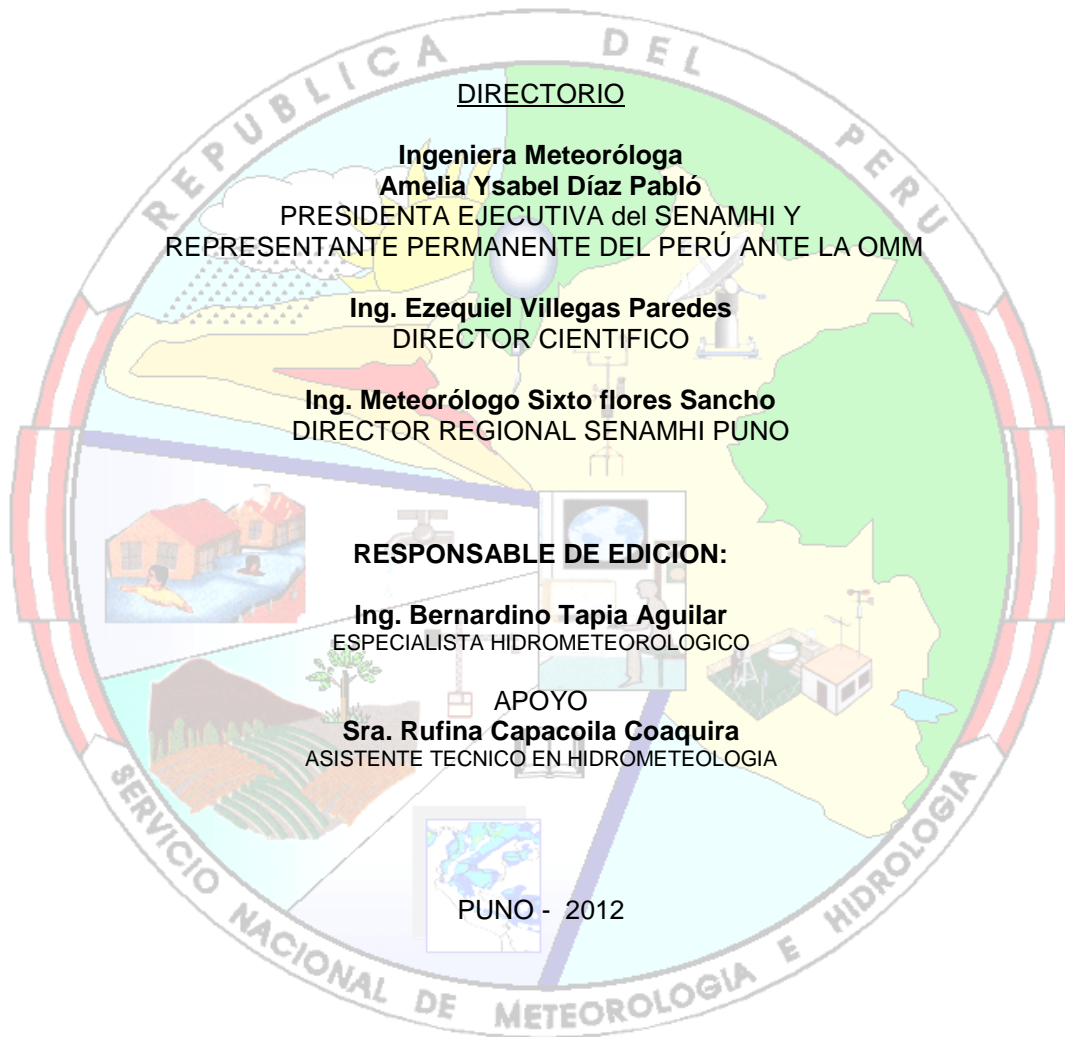 REPUBLICA DEL PERU
DIRECTORIO
Ingeniera Meteoróloga
Amelia Ysabel Díaz Pabló
PRESIDENTA EJECUTIVA del SENAMHI Y
REPRESENTANTE PERMANENTE DEL PERÚ ANTE LA OMM
Ing. Ezequiel Villegas Paredes
DIRECTOR CIENTIFICO
Ing. Meteorólogo Sixto flores Sancho
DIRECTOR REGIONAL SENAMHI PUNO
RESPONSABLE DE EDICION:
Ing. Bernardino Tapia Aguilar
ESPECIALISTA HIDROMETEOROLOGICO
APOYO
Sra. Rufina Capacoila Coaquira
ASISTENTE TECNICO EN HIDROMETEOLOGIA
PUNO - 2012
SERVICIO NACIONAL DE METEOROLOGIA E HIDROLOGIA